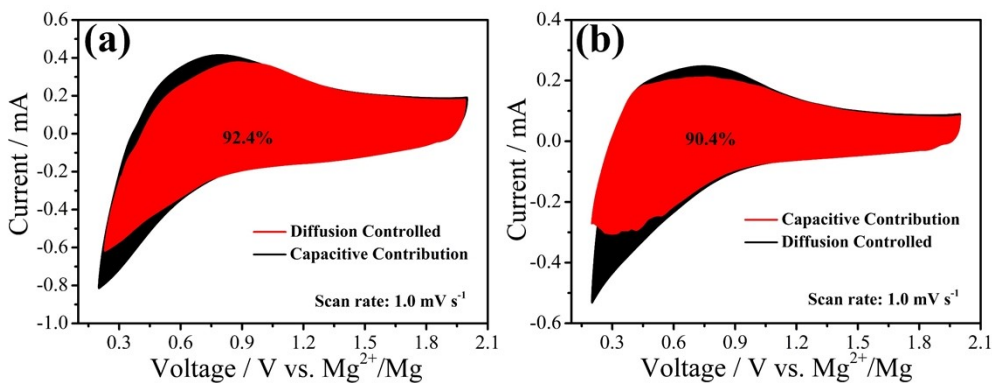 (a)
0.6
0.4
0.2
0.0
-0.2
-0.4
-0.6
-0.8
-1.0
Current / mA
92.4%
Diffusion Controlled
Capacitive Contribution
Scan rate: 1.0 mV s⁻¹
0.3 0.6 0.9 1.2 1.5 1.8 2.1
Voltage / V vs. Mg²⁺/Mg
(b)
0.4
0.2
0.0
-0.2
-0.4
-0.6
Current / mA
90.4%
Capacitive Contribution
Diffusion Controlled
Scan rate: 1.0 mV s⁻¹
0.3 0.6 0.9 1.2 1.5 1.8 2.1
Voltage / V vs. Mg²⁺/Mg